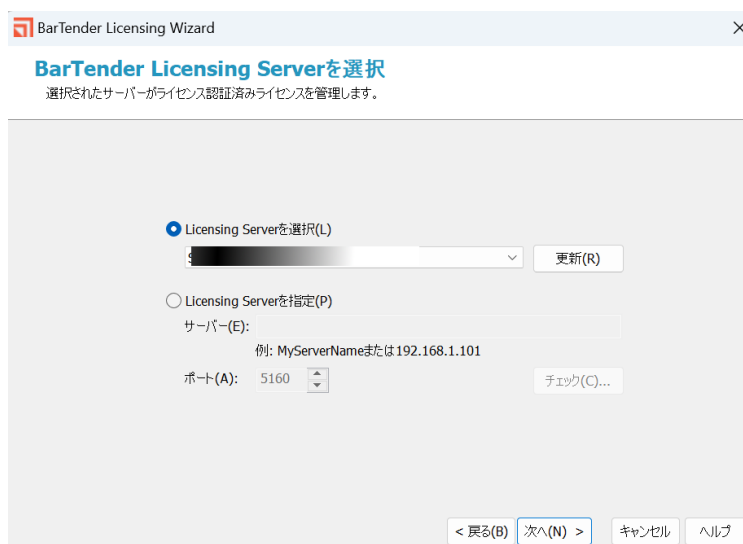 BarTender Licensing Wizard
BarTender Licensing Serverを選択
選択されたサーバーがライセンス認証済みライセンスを管理します。
Licensing Serverを選択(L)
更新(R)
Licensing Serverを指定(P)
サーバー(E):
例: MyServerNameまたは192.168.1.101
ポート(A): 5160 チェック(C)...
< 戻る(B) 次へ(N) > キャンセル ヘルプ